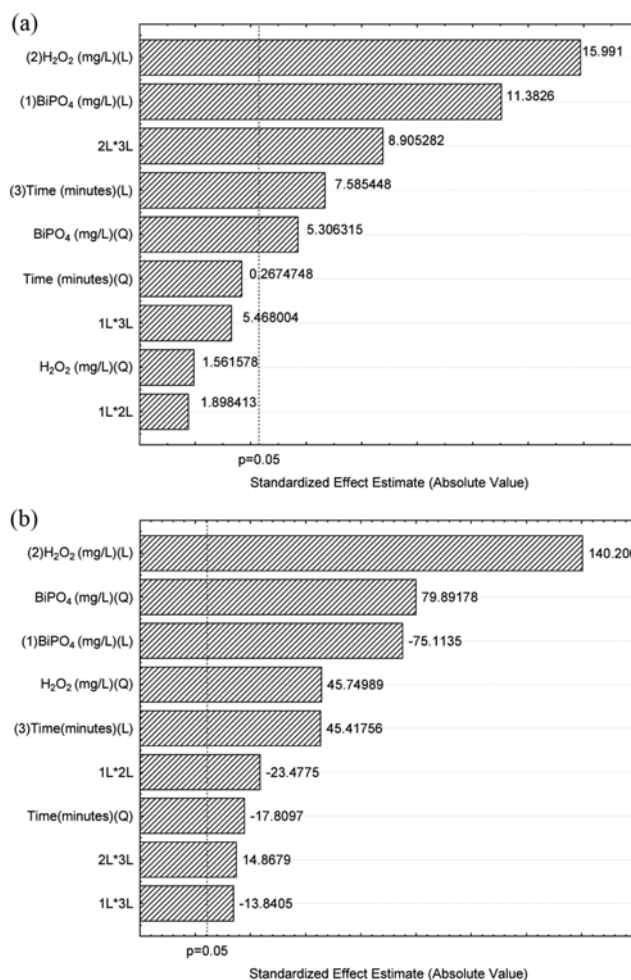 (a)
(2)H₂O₂ (mg/L)(L) 15.991
(1)BiPO₄ (mg/L)(L) 11.3826
2L*3L 8.905282
(3)Time (minutes)(L) 7.585448
BiPO₄ (mg/L)(Q) 5.306315
Time (minutes)(Q) 0.2674748
1L*3L 5.468004
H₂O₂ (mg/L)(Q) 1.561578
1L*2L 1.898413
p=0.05
Standardized Effect Estimate (Absolute Value)
(b)
(2)H₂O₂ (mg/L)(L) 140.206
BiPO₄ (mg/L)(Q) 79.89178
(1)BiPO₄ (mg/L)(L) -75.1135
H₂O₂ (mg/L)(Q) 45.74989
(3)Time(minutes)(L) 45.41756
1L*2L -23.4775
Time(minutes)(Q) -17.8097
2L*3L 14.8679
1L*3L -13.8405
p=0.05
Standardized Effect Estimate (Absolute Value)